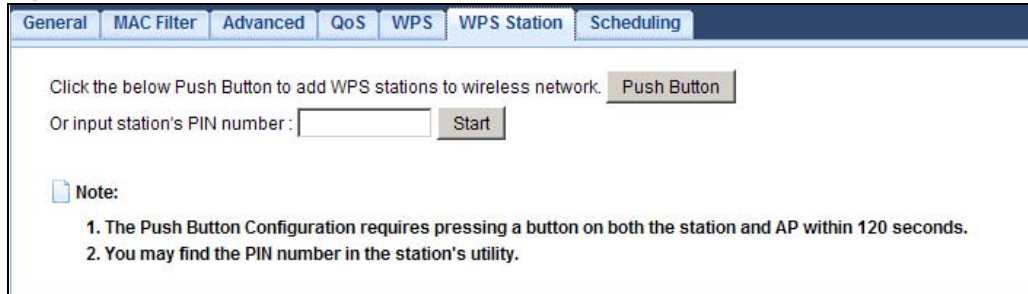 General MAC Filter Advanced QoS WPS WPS Station Scheduling
Click the below Push Button to add WPS stations to wireless network. Push Button
Or input station's PIN number : Start
Note:
1. The Push Button Configuration requires pressing a button on both the station and AP within 120 seconds.
2. You may find the PIN number in the station's utility.